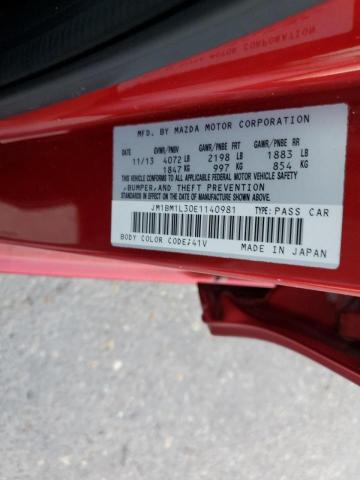 MFD. BY MAZDA MOTOR CORPORATION
GVWR/PNBV GAWR/PNBE FRT GAWR/PNBE RR
11/13 4072 LB 2198 LB 1883 LB
1847 KG 997 KG 854 KG
THIS VEHICLE CONFORMS TO ALL APPLICABLE FEDERAL MOTOR VEHICLE SAFETY
, BUMPER, AND THEFT PREVENTION
STANDARDS IN EFFECT ON THE DATE OF MANUFACTURE SHOWN ABOVE.
JM1BM1L30E1140981 TYPE: PASS CAR
BODY COLOR CODE: 41V MADE IN JAPAN